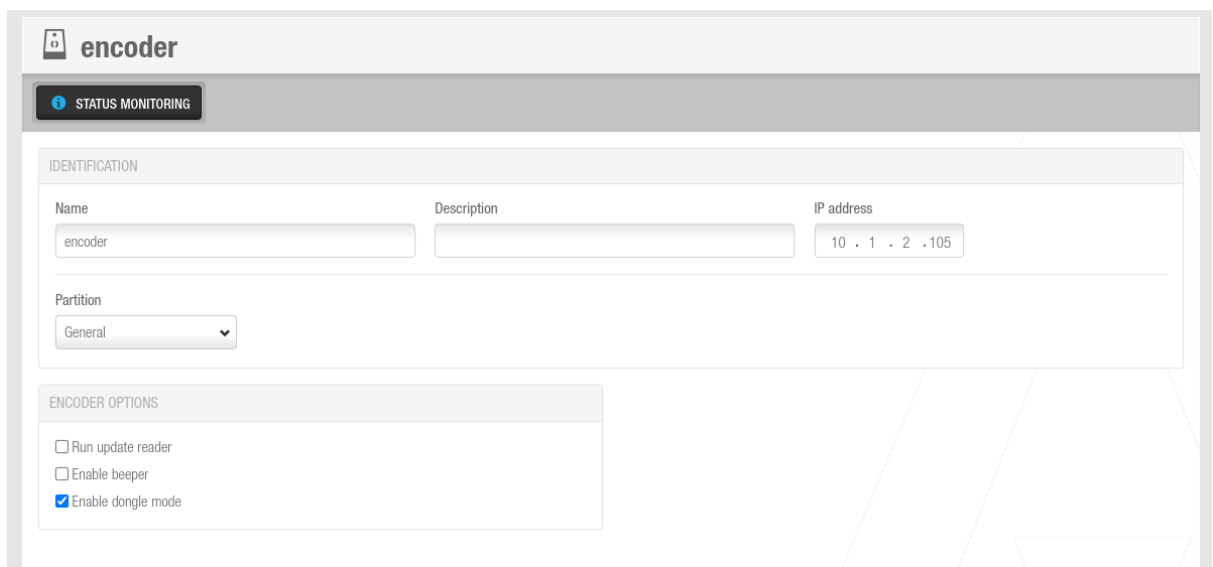 encoder
STATUS MONITORING
IDENTIFICATION
Name Description IP address
encoder 10 . 1 . 2 .105
Partition
General
ENCODER OPTIONS
Run update reader
Enable beeper
Enable dongle mode